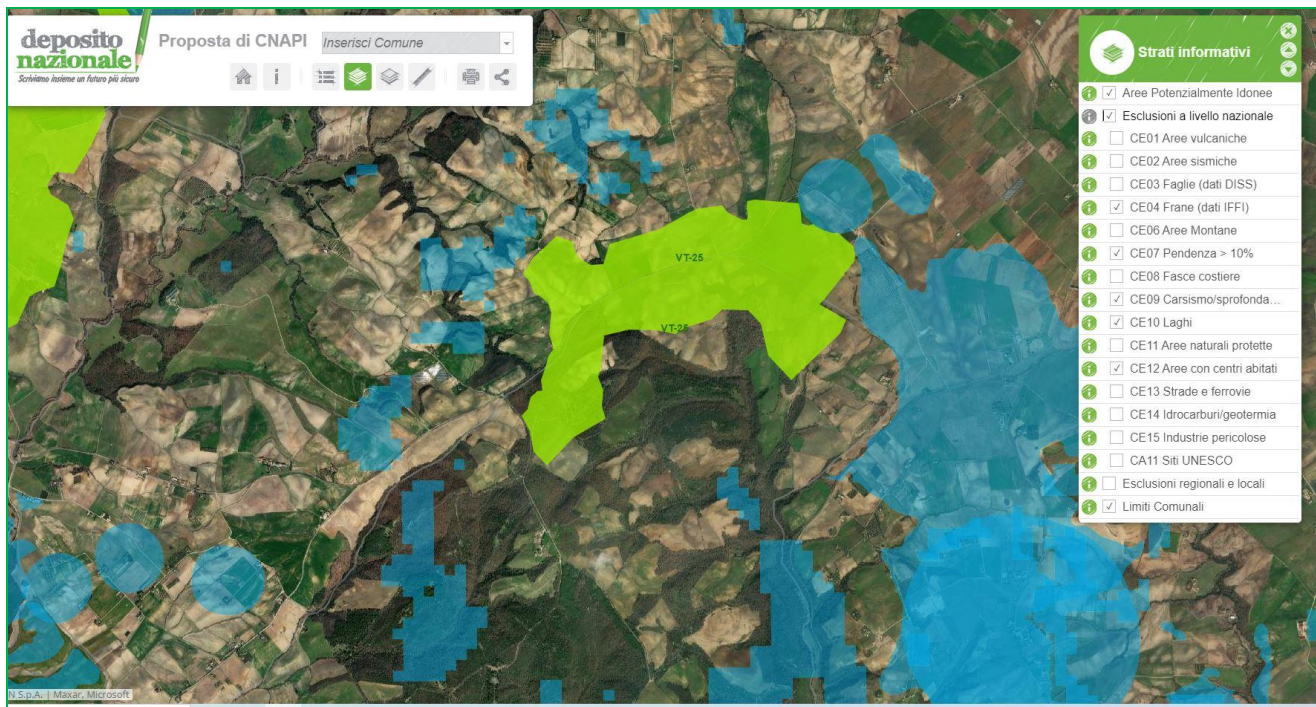 deposito
nazionale
Scriviamo insieme un futuro più sicuro
Proposta di CNAPI
Inserisci Comune
Strati informativi
Aree Potenzialmente Idonee
Esclusioni a livello nazionale
CE01 Aree vulcaniche
CE02 Aree sismiche
CE03 Faglie (dati DISS)
CE04 Frane (dati IFFI)
CE06 Aree Montane
CE07 Pendenza > 10%
CE08 Fasce costiere
CE09 Carsismo/sprofonda...
CE10 Laghi
CE11 Aree naturali protette
CE12 Aree con centri abitati
CE13 Strade e ferrovie
CE14 Idrocarburi/geotermia
CE15 Industrie pericolose
CA11 Siti UNESCO
Esclusioni regionali e locali
Limiti Comunali
VT-25
VT-25
N S.p.A. | Maxar, Microsoft